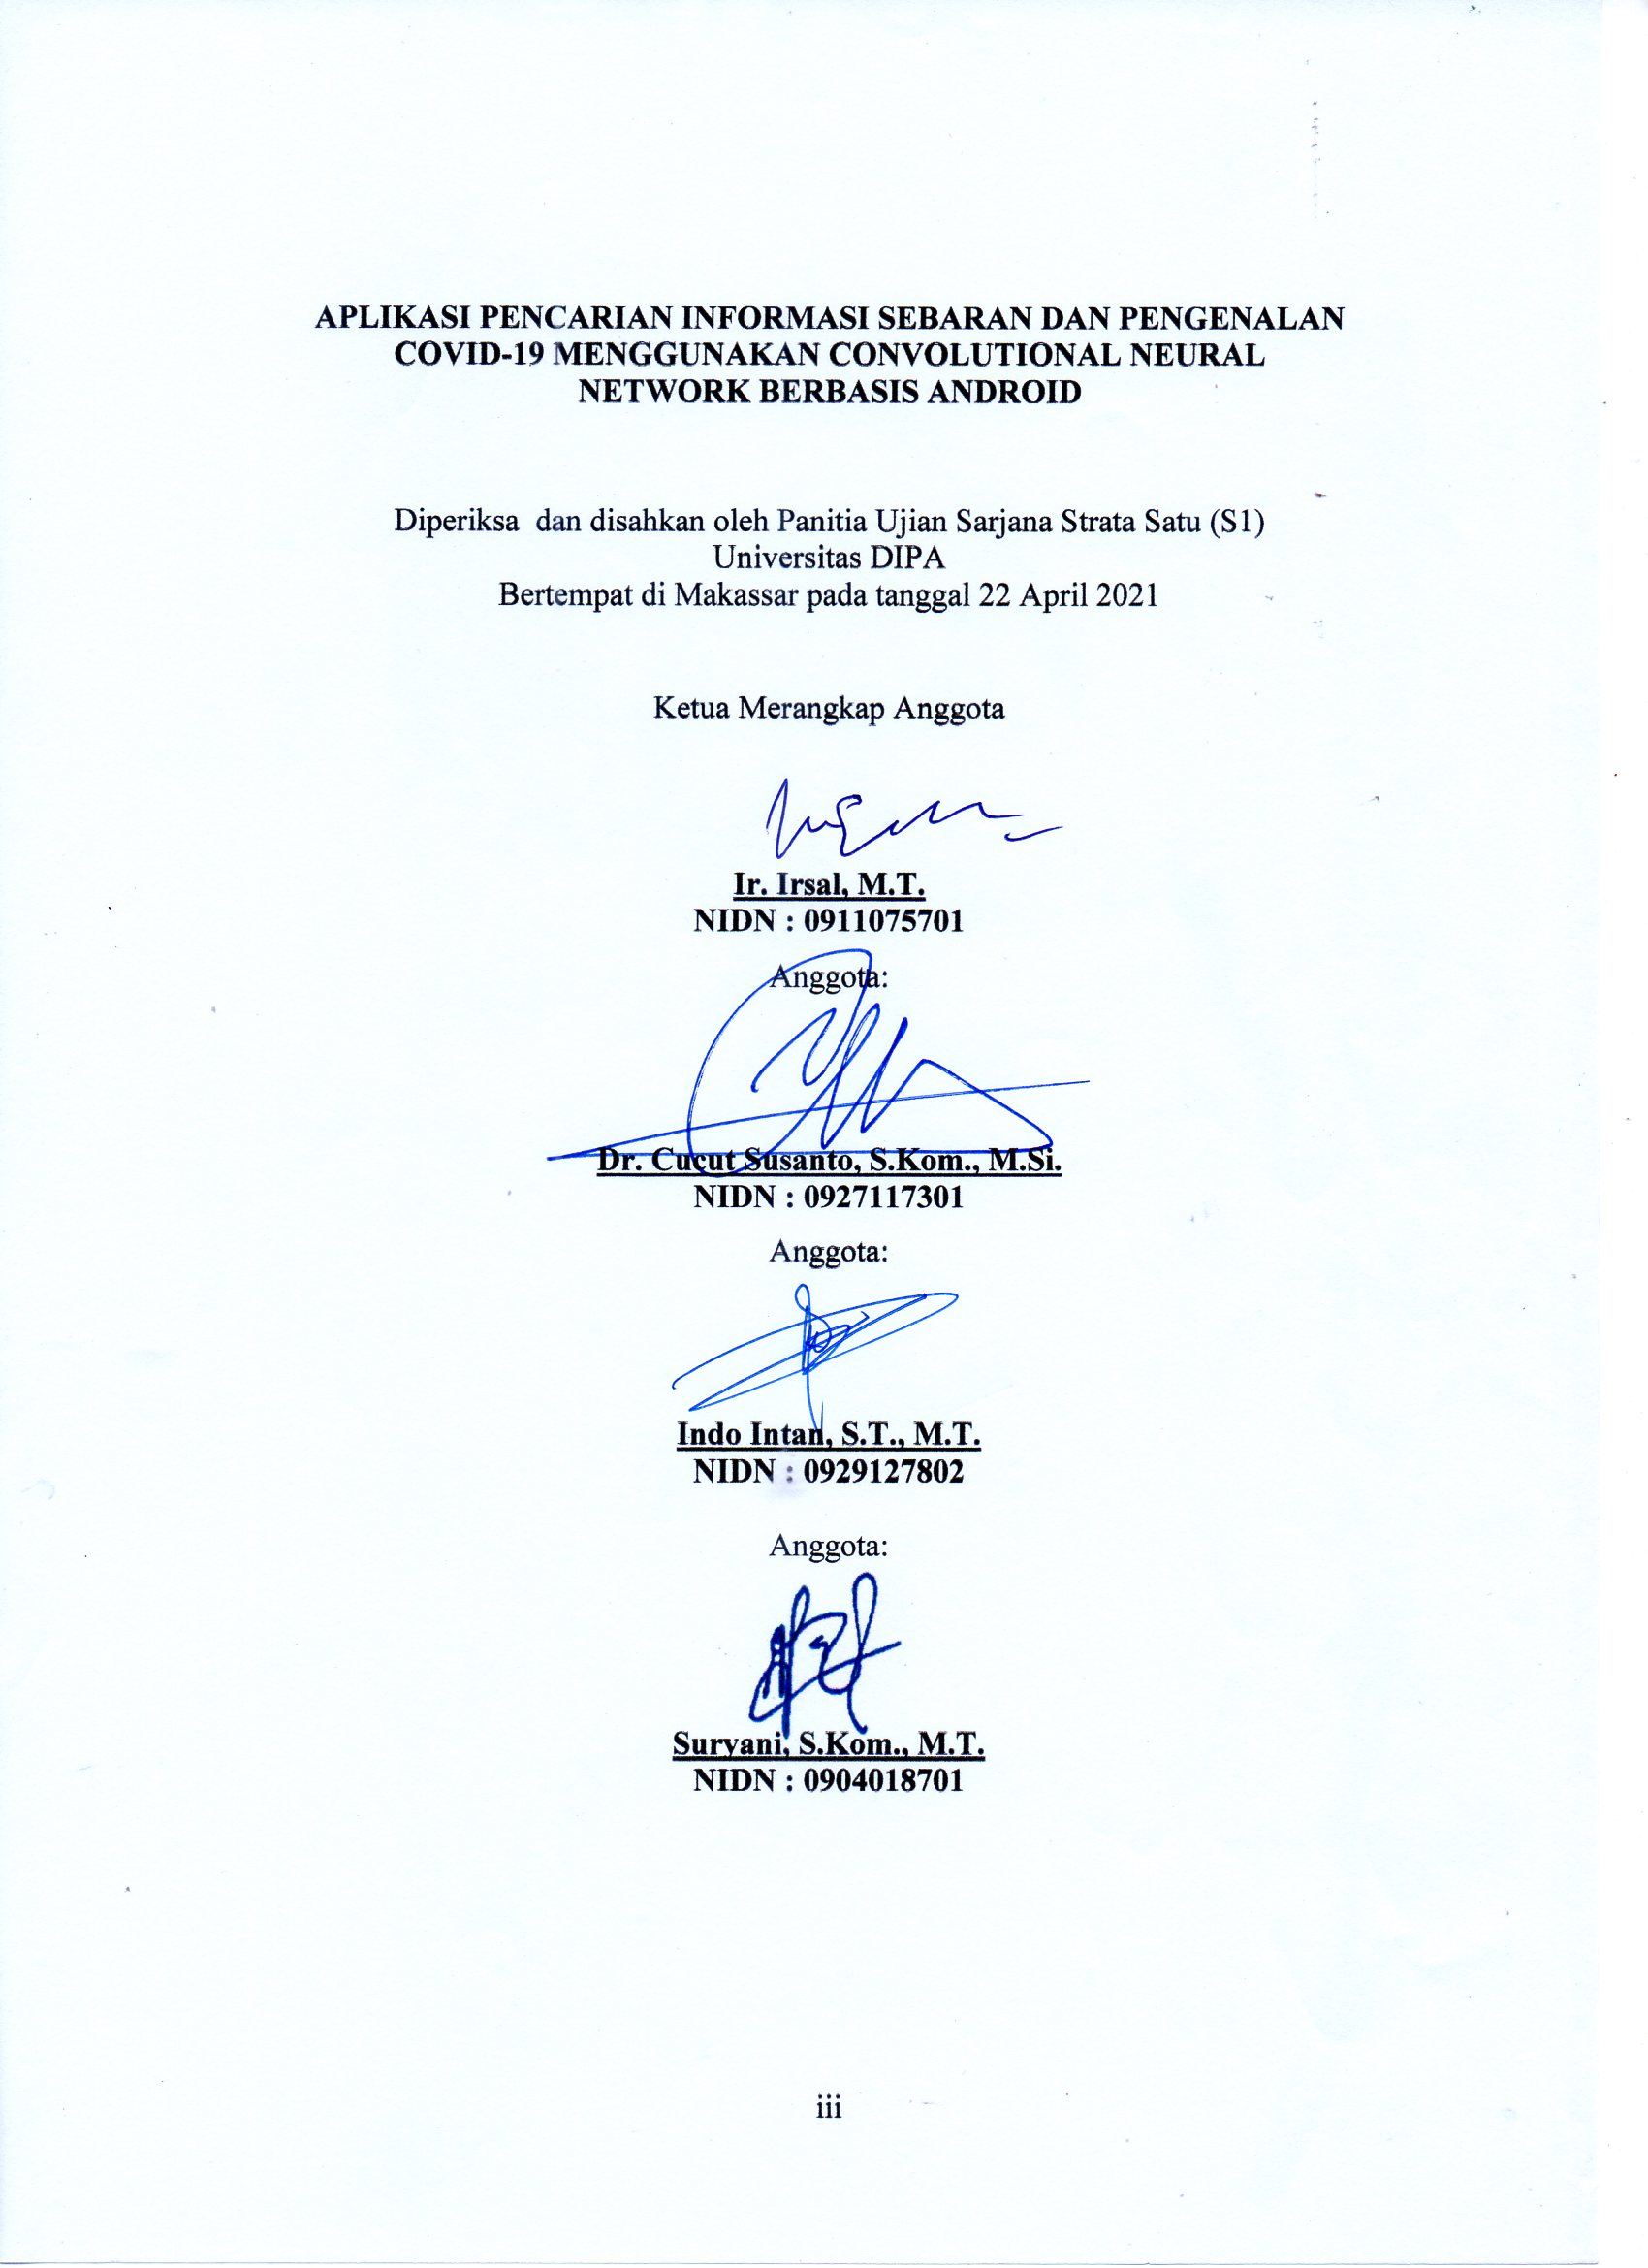 APLIKASI PENCARIAN INFORMASI SEBARAN DAN PENGENALAN
COVID-19 MENGGUNAKAN CONVOLUTIONAL NEURAL
NETWORK BERBASIS ANDROID
Diperiksa dan disahkan oleh Panitia Ujian Sarjana Strata Satu (S1)
Universitas DIPA
Bertempat di Makassar pada tanggal 22 April 2021
Ketua Merangkap Anggota
Ir. Irsal, M.T.
NIDN : 0911075701
Anggota:
Dr. Cucut Susanto, S.Kom., M.Si.
NIDN : 0927117301
Anggota:
Indo Intan, S.T., M.T.
NIDN : 0929127802
Anggota:
Suryani, S.Kom., M.T.
NIDN : 0904018701
iii